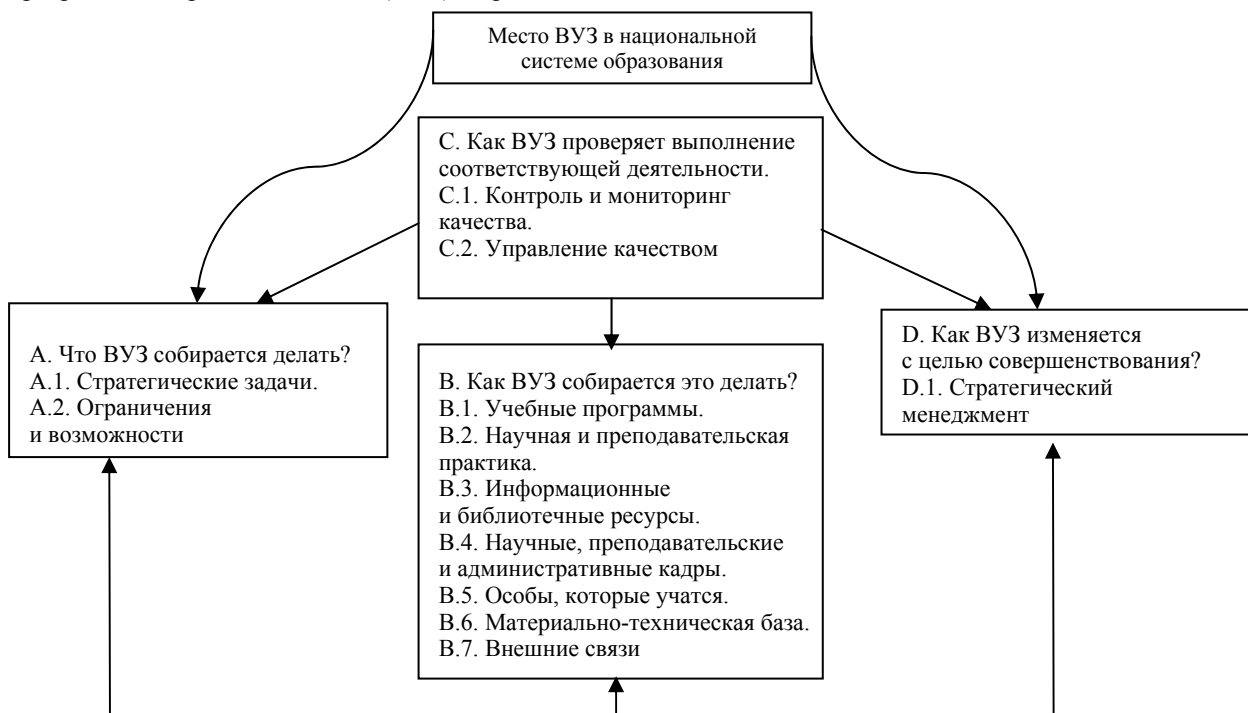 Место ВУЗ в национальной
системе образования
С. Как ВУЗ проверяет выполнение
соответствующей деятельности.
С.1. Контроль и мониторинг
качества.
С.2. Управление качеством
А. Что ВУЗ собирается делать?
А.1. Стратегические задачи.
А.2. Ограничения
и возможности
В. Как ВУЗ собирается это делать?
В.1. Учебные программы.
В.2. Научная и преподавательская
практика.
В.3. Информационные
и библиотечные ресурсы.
В.4. Научные, преподавательские
и административные кадры.
В.5. Особы, которые учатся.
В.6. Материально-техническая база.
В.7. Внешние связи
D. Как ВУЗ изменяется
с целью совершенствования?
D.1. Стратегический
менеджмент